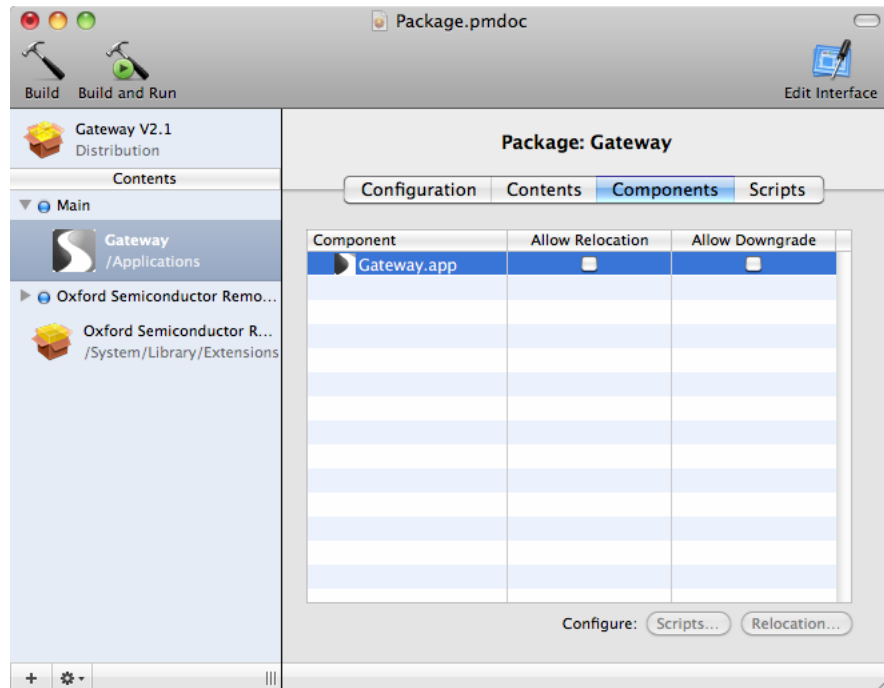 Package.pmdoc
Build Build and Run Edit Interface
Gateway V2.1
Distribution
Contents
Main
Gateway
/Applications
Oxford Semiconductor Remo...
Oxford Semiconductor R...
/System/Library/Extensions
Package: Gateway
Configuration Contents Components Scripts
Component Allow Relocation Allow Downgrade
Gateway.app
Configure: Scripts... Relocation...